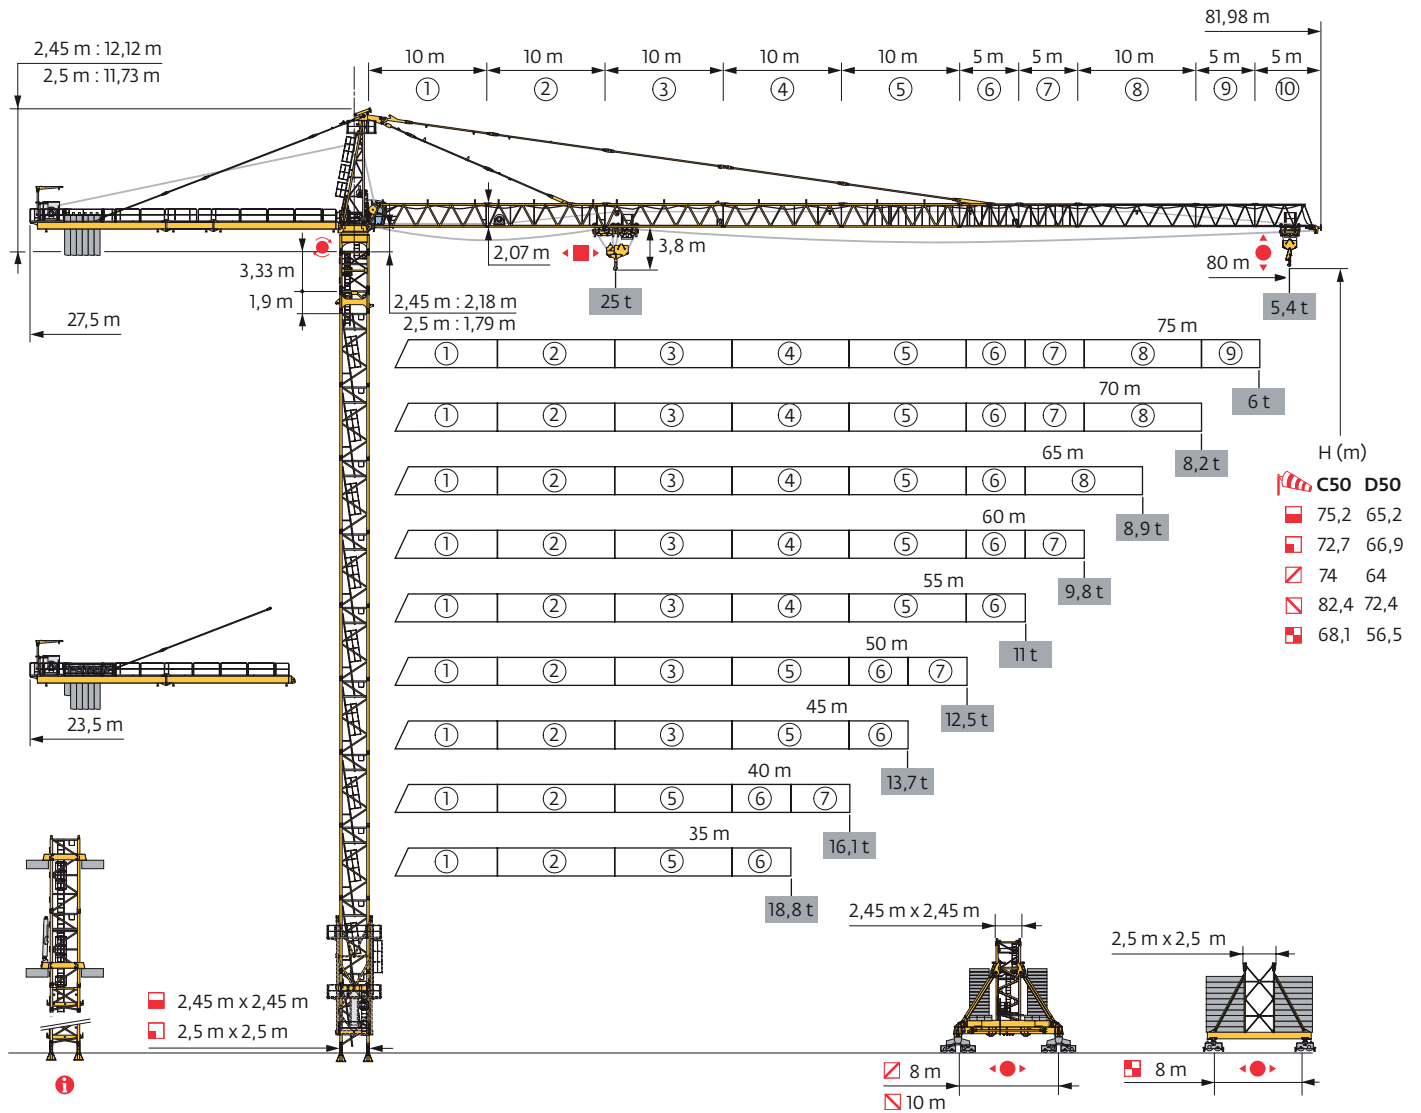 81,98 m
2,45 m : 12,12 m
2,5 m : 11,73 m
10 m 10 m 10 m 10 m 10 m 5 m 5 m 10 m 5 m 5 m
① ② ③ ④ ⑤ ⑥ ⑦ ⑧ ⑨ ⑩
2,07 m
3,8 m
80 m
3,33 m
1,9 m
25 t
5,4 t
27,5 m
2,45 m : 2,18 m
2,5 m : 1,79 m
75 m
① ② ③ ④ ⑤ ⑥ ⑦ ⑧ ⑨
6 t
70 m
① ② ③ ④ ⑤ ⑥ ⑦ ⑧
8,2 t
65 m
① ② ③ ④ ⑤ ⑥ ⑧
8,9 t
60 m
① ② ③ ④ ⑤ ⑥ ⑦
9,8 t
55 m
① ② ③ ④ ⑤ ⑥
11 t
50 m
① ② ③ ⑤ ⑥ ⑦
12,5 t
45 m
① ② ③ ⑤ ⑥
13,7 t
40 m
① ② ⑤ ⑥ ⑦
16,1 t
35 m
① ② ⑤ ⑥
18,8 t
H (m)
C50 D50
75,2 65,2
72,7 66,9
74 64
82,4 72,4
68,1 56,5
23,5 m
2,45 m x 2,45 m
2,5 m x 2,5 m
2,45 m x 2,45 m
2,5 m x 2,5 m
i
8 m
10 m
8 m